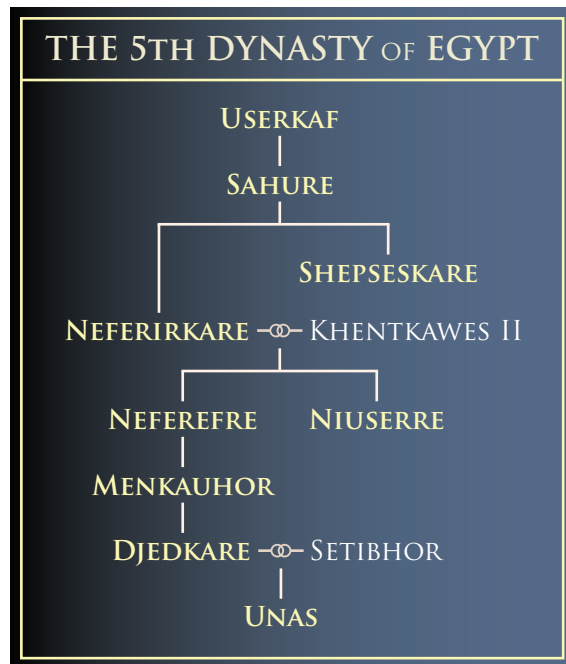 THE 5TH DYNASTY OF EGYPT
USERKAF
SAHURE
SHEPSESKARE
NEFERIRKARE KHENTKAWES II
NEFEREFRE NIUSERRE
MENKAUHOR
DJEDKARE SETIBHOR
UNAS